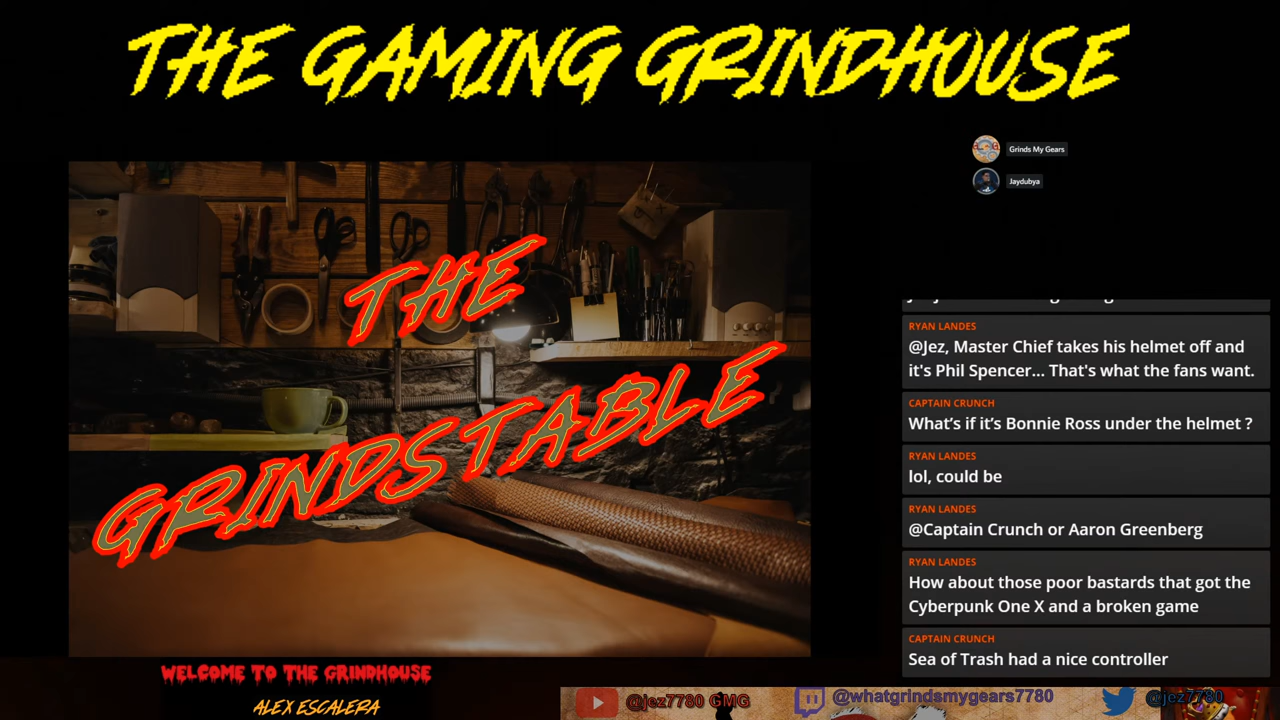 THE GAMING GRINDHOUSE
Grinds My Gears
Jaydubya
THE
GRINDSTABLE
RYAN LANDES
@Jez, Master Chief takes his helmet off and
it's Phil Spencer... That's what the fans want.
CAPTAIN CRUNCH
What’s if it’s Bonnie Ross under the helmet ?
RYAN LANDES
lol, could be
RYAN LANDES
@Captain Crunch or Aaron Greenberg
RYAN LANDES
How about those poor bastards that got the
Cyberpunk One X and a broken game
CAPTAIN CRUNCH
Sea of Trash had a nice controller
WELCOME TO THE GRINDHOUSE
ALEX ESCALERA
@jez7780 GMG
@whatgrindsmygears7780
@jez7780